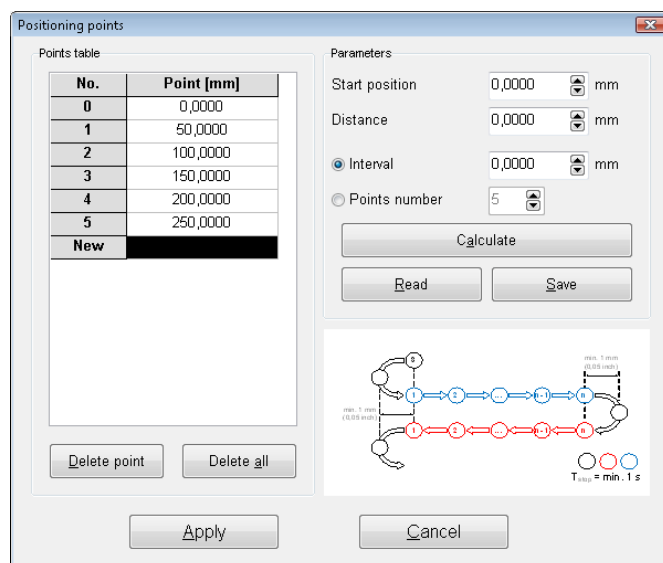 Positioning points
Points table
No. Point [mm]
0 0,0000
1 50,0000
2 100,0000
3 150,0000
4 200,0000
5 250,0000
New
Delete point Delete all
Parameters
Start position 0,0000 mm
Distance 0,0000 mm
Interval 0,0000 mm
Points number 5
Calculate
Read Save
min. 1 mm
(0,05 inch)
1 2 ... n-1 n
min. 1 mm
(0,05 inch)
1 2 ... n-1 n
Tstop = min. 1 s
Apply Cancel